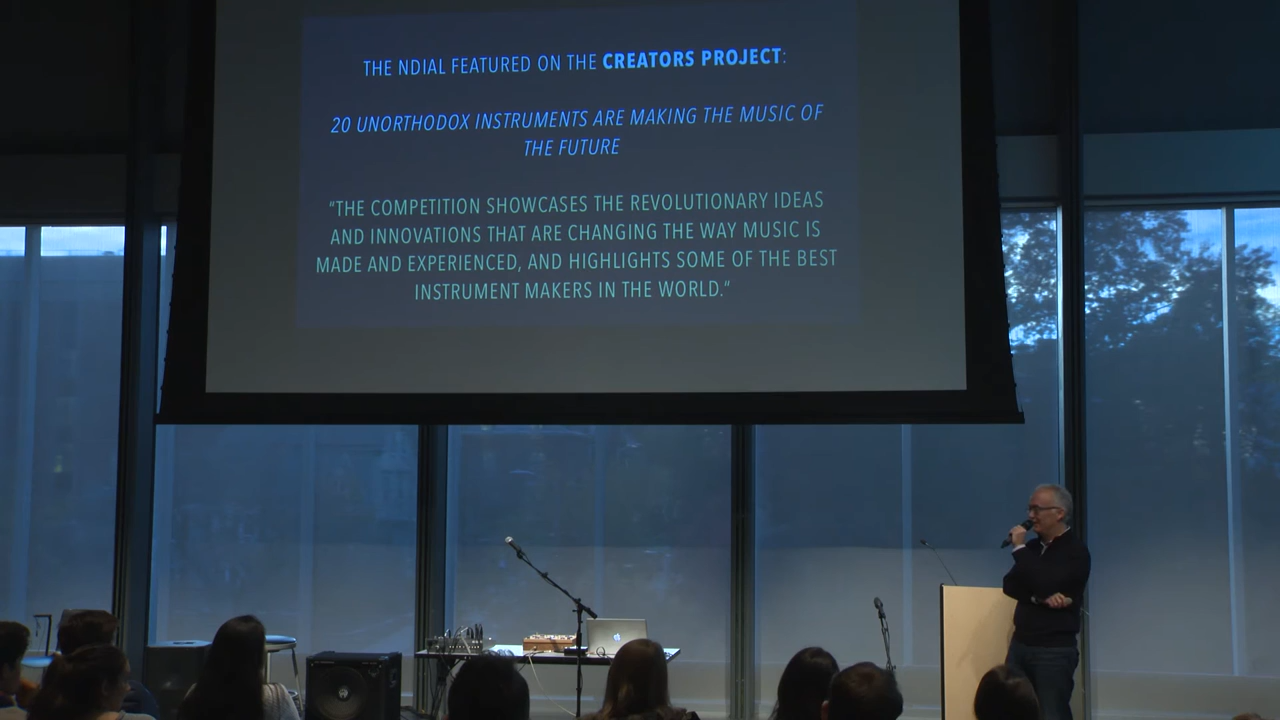 THE NDIAL FEATURED ON THE CREATORS PROJECT:
20 UNORTHODOX INSTRUMENTS ARE MAKING THE MUSIC OF
THE FUTURE
"THE COMPETITION SHOWCASES THE REVOLUTIONARY IDEAS
AND INNOVATIONS THAT ARE CHANGING THE WAY MUSIC IS
MADE AND EXPERIENCED, AND HIGHLIGHTS SOME OF THE BEST
INSTRUMENT MAKERS IN THE WORLD."